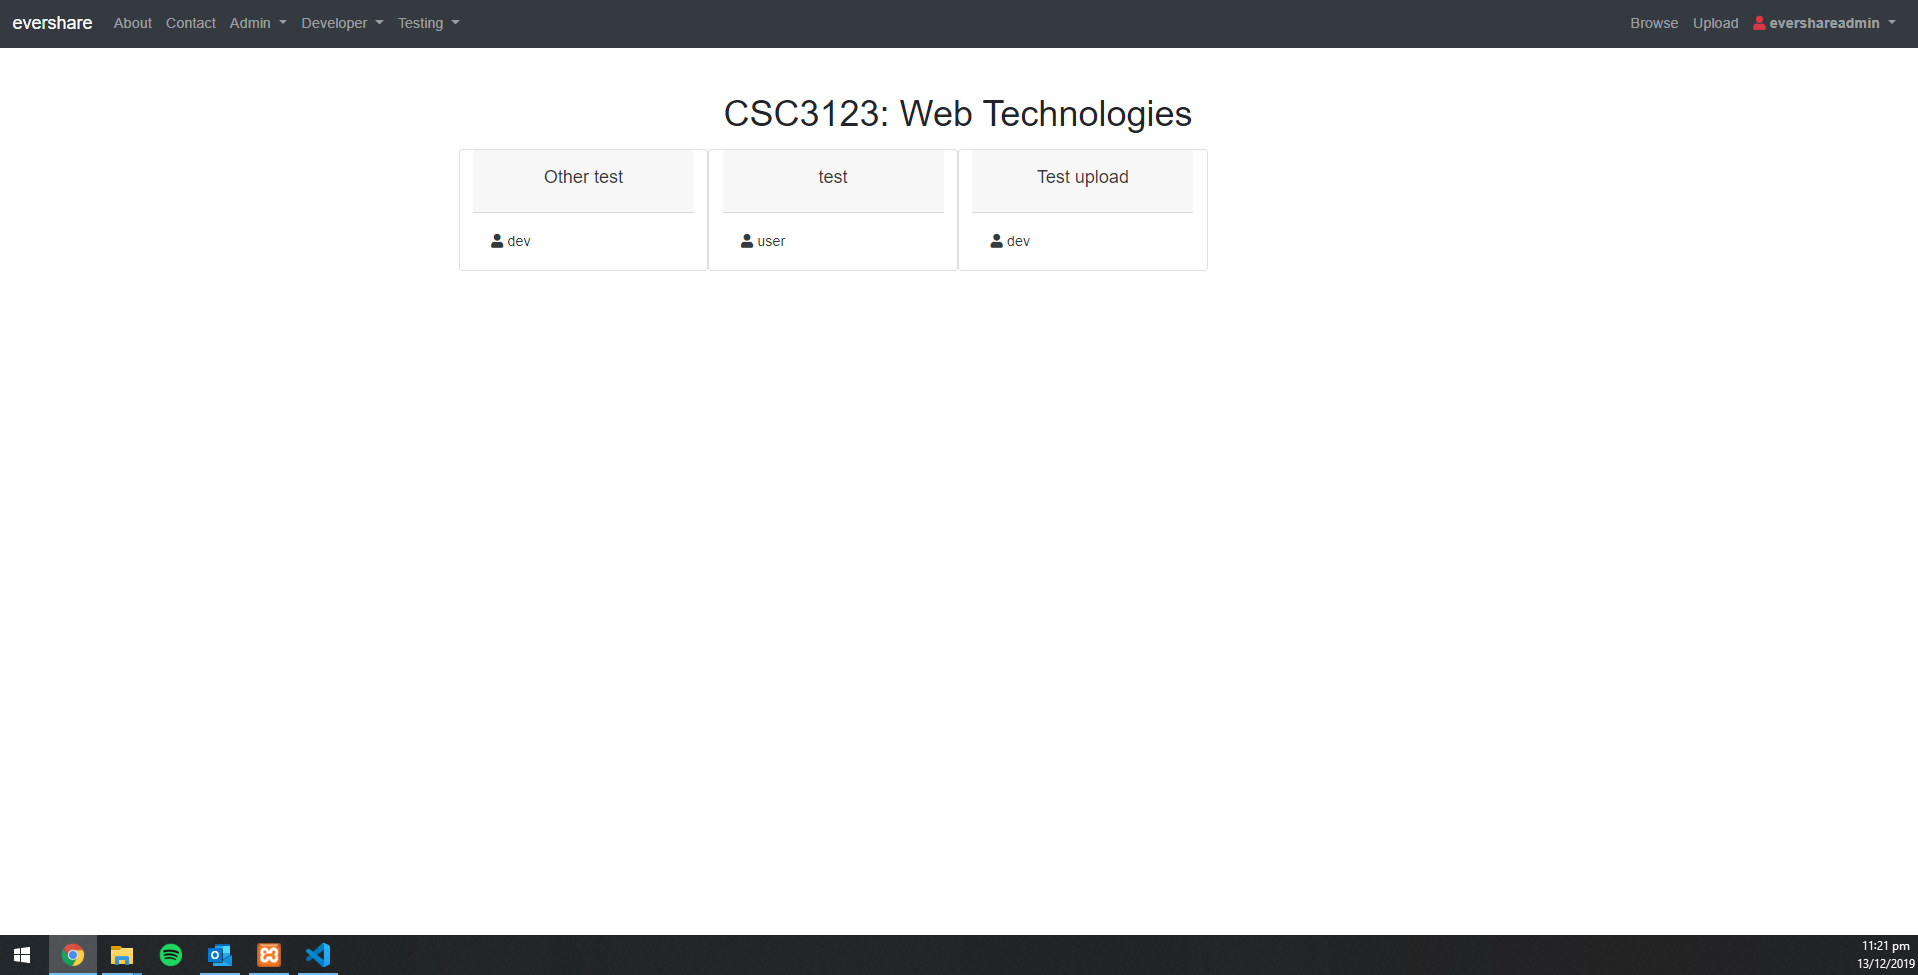 evershare About Contact Admin Developer Testing Browse Upload evershareadmin
CSC3123: Web Technologies
Other test test Test upload
dev user dev
11:21 pm
13/12/2019